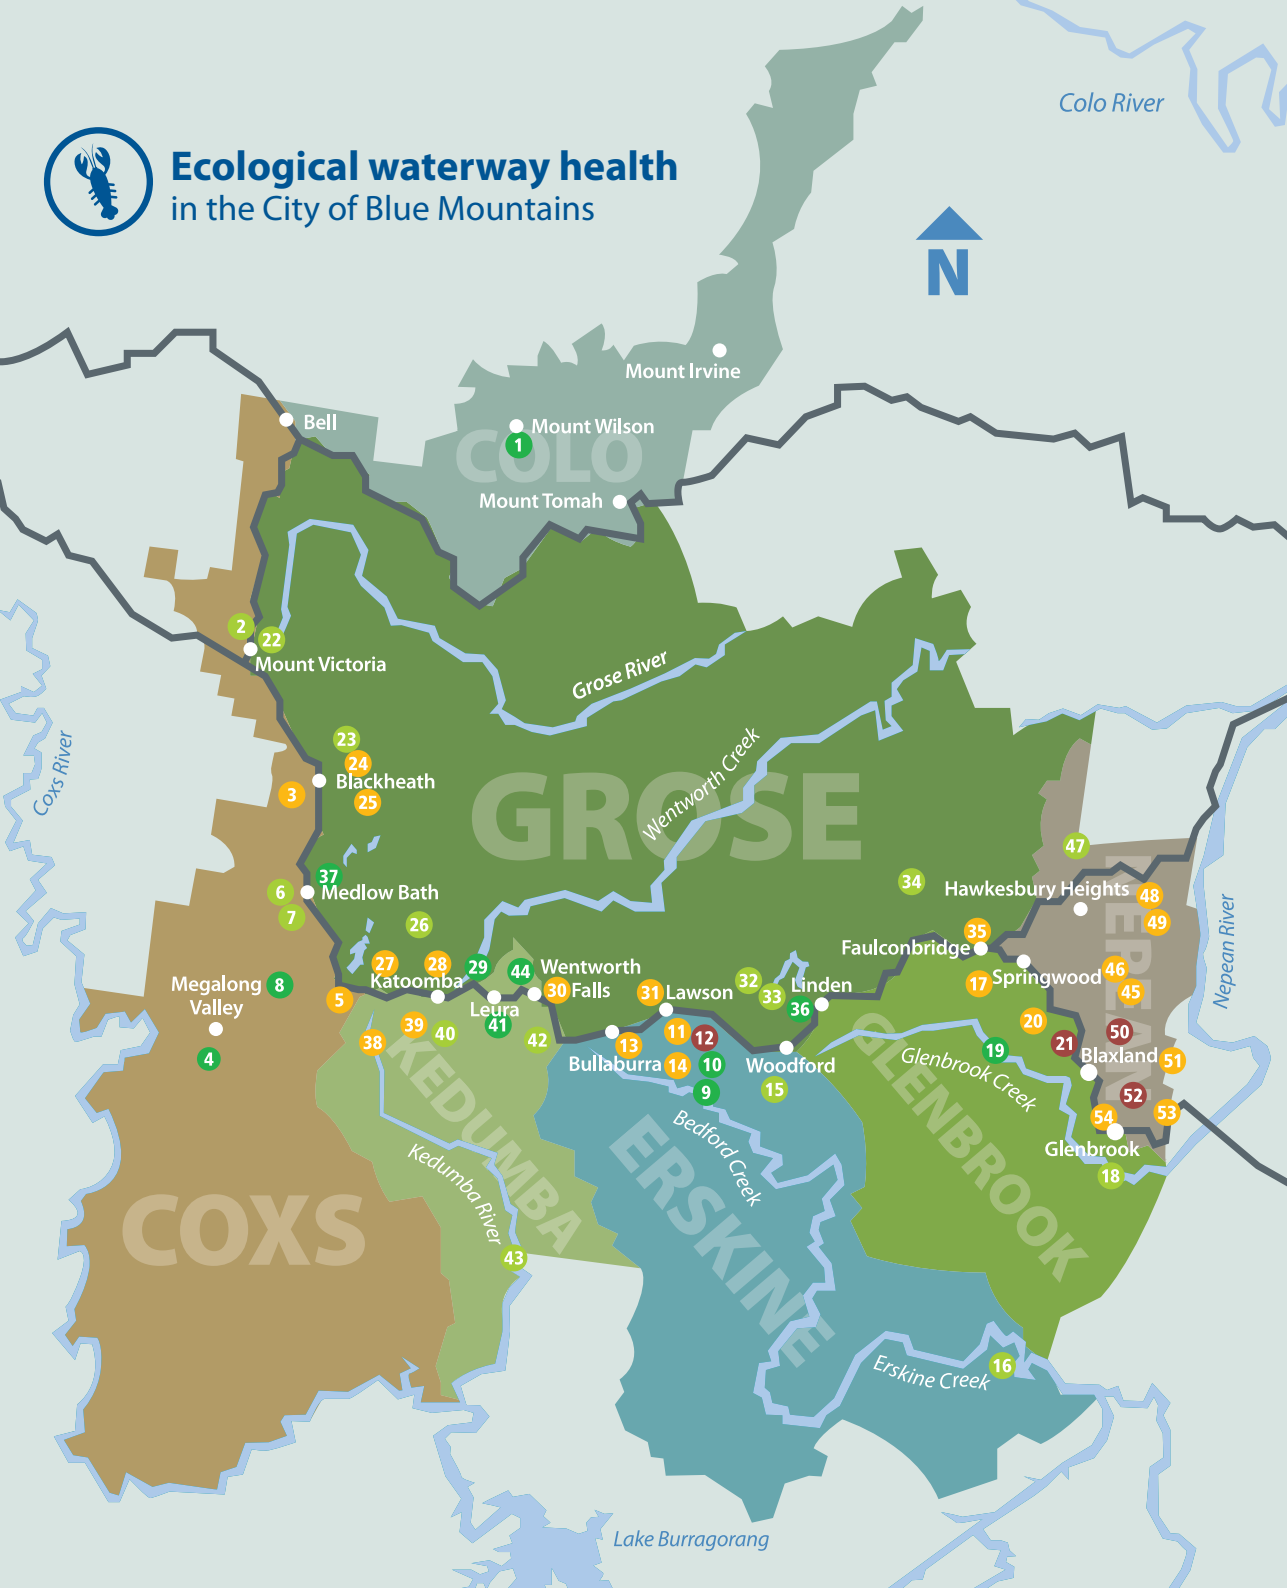 Colo River
Ecological waterway health
in the City of Blue Mountains
N
Mount Irvine
Bell
Mount Wilson
1
COLO
Mount Tomah
2
22
Mount Victoria
Grose River
Coxs River
23
24
Blackheath
3
25
GROSE
Wentworth Creek
47
37
6
Medlow Bath
7
26
34
Hawkesbury Heights
48
49
NEPEAN
Nepean River
35
Faulconbridge
27
28
29
44
Wentworth
Falls
30
Katoomba
Leura
41
31
Lawson
32
33
Linden
36
17
Springwood
46
45
Megalong
Valley
8
4
5
38
39
40
42
Bullaburra
13
11
12
14
10
9
Woodford
15
20
21
50
19
Blaxland
51
52
54
53
Glenbrook
18
Glenbrook Creek
GLENBROOK
KEDUMBA
Kedumba River
43
Bedford Creek
ERSKINE
COXS
Erskine Creek
16
Lake Burragorang